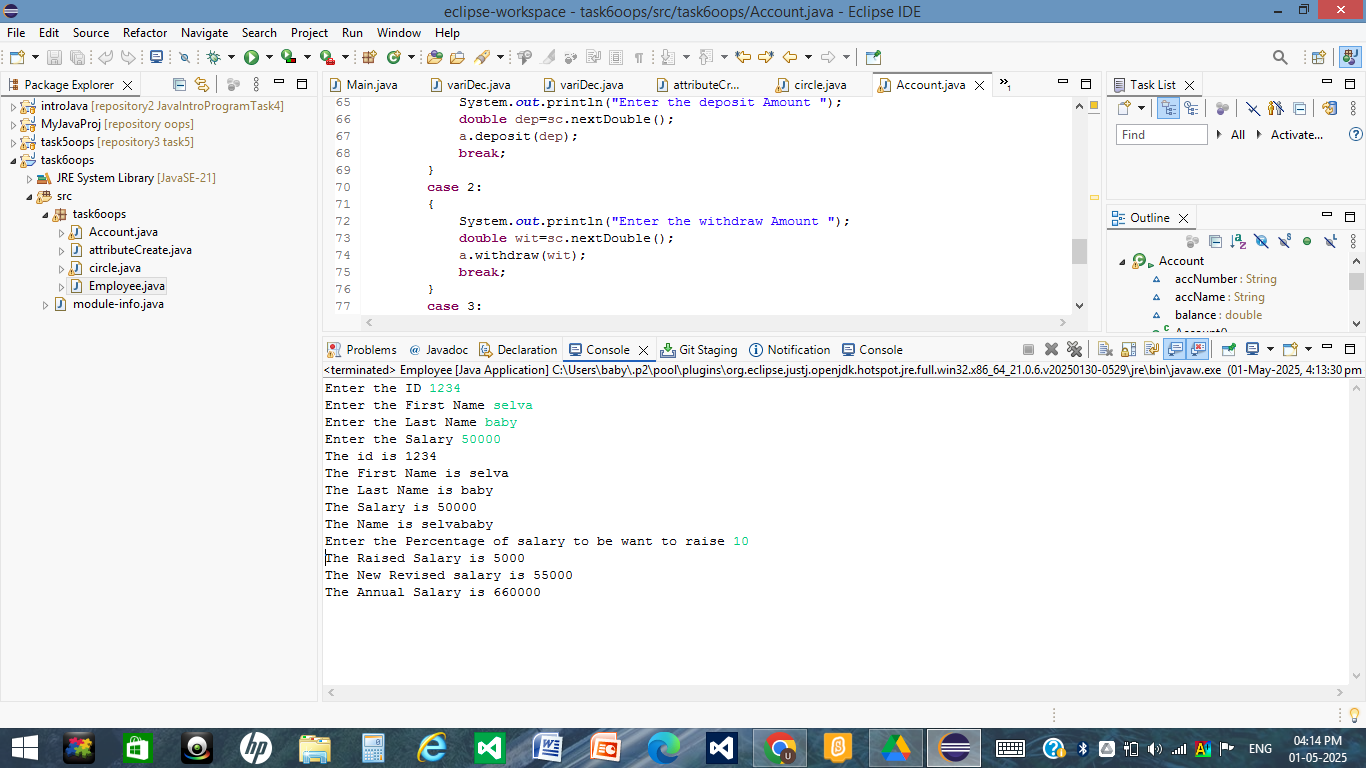 eclipse-workspace - task6oops/src/task6oops/Account.java - Eclipse IDE
File Edit Source Refactor Navigate Search Project Run Window Help
Package Explorer
introJava [repository2 JavaIntroProgramTask4]
MyJavaProj [repository oops]
task5oops [repository3 task5]
task6oops
JRE System Library [JavaSE-21]
src
task6oops
Account.java
attributeCreate.java
circle.java
Employee.java
module-info.java
Main.java variDec.java variDec.java attributeCr... circle.java Account.java »1
65 System.out.println("Enter the deposit Amount ");
66 double dep=sc.nextDouble();
67 a.deposit(dep);
68 break;
69 }
70 case 2:
71 {
72 System.out.println("Enter the withdraw Amount ");
73 double wit=sc.nextDouble();
74 a.withdraw(wit);
75 break;
76 }
77 case 3:
Task List
Find All Activate...
Outline
Account
accNumber : String
accName : String
balance : double
Account()
Problems @ Javadoc Declaration Console Git Staging Notification Console
<terminated> Employee [Java Application] C:\Users\baby\.p2\pool\plugins\org.eclipse.justj.openjdk.hotspot.jre.full.win32.x86_64_21.0.6.v20250130-0529\jre\bin\javaw.exe (01-May-2025, 4:13:30 pm
Enter the ID 1234
Enter the First Name selva
Enter the Last Name baby
Enter the Salary 50000
The id is 1234
The First Name is selva
The Last Name is baby
The Salary is 50000
The Name is selvababy
Enter the Percentage of salary to be want to raise 10
The Raised Salary is 5000
The New Revised salary is 55000
The Annual Salary is 660000
ENG
04:14 PM
01-05-2025